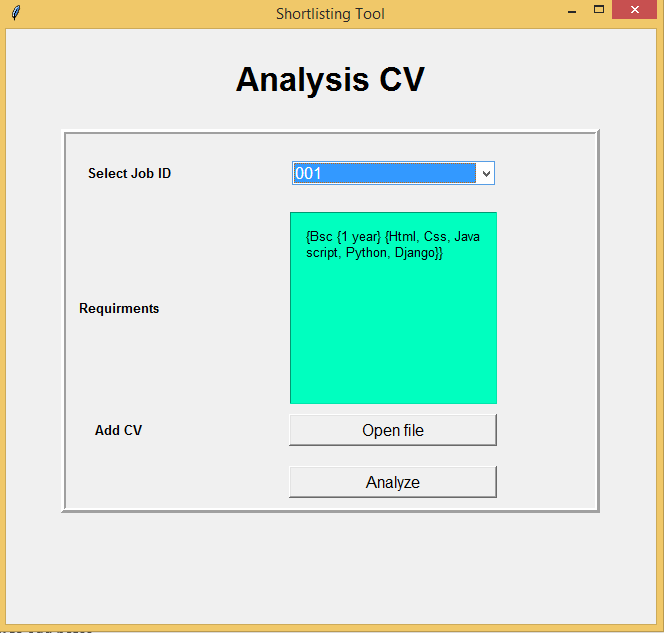 Shortlisting Tool
Analysis CV
Select Job ID
001
{Bsc {1 year} {Html, Css, Java
script, Python, Django}}
Requirments
Add CV
Open file
Analyze